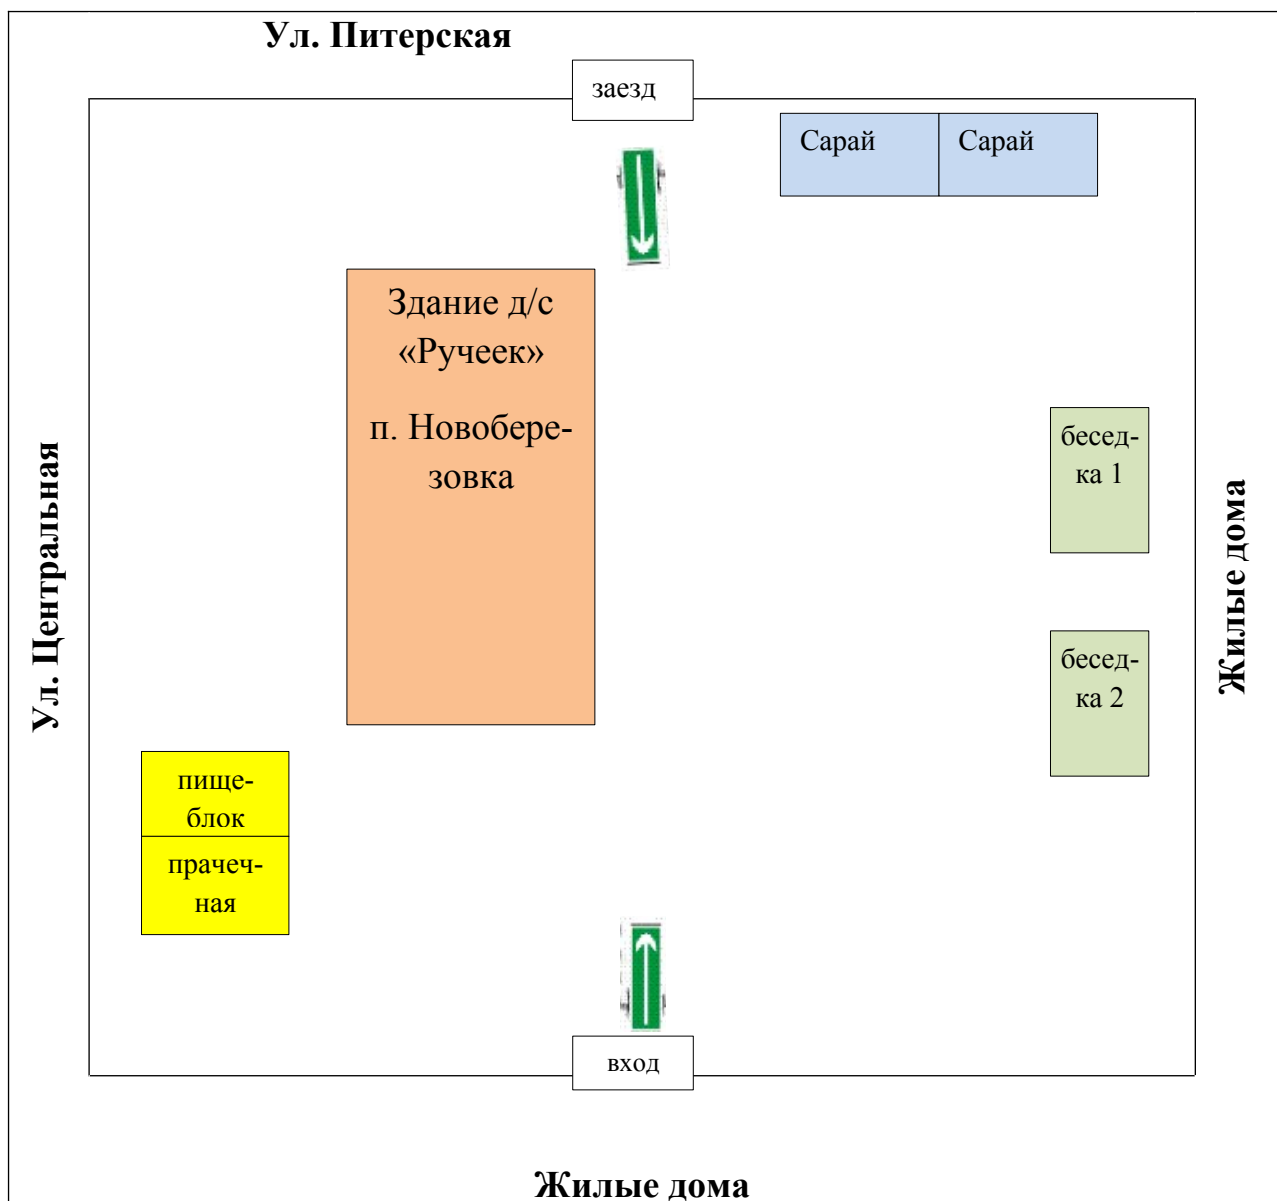 Ул. Питерская
заезд
Сарай
Сарай
Здание д/с
«Ручеек»
п. Новобере-
зовка
бесед-
ка 1
Ул. Центральная
Жилые дома
бесед-
ка 2
пище-
блок
прачеч-
ная
вход
Жилые дома